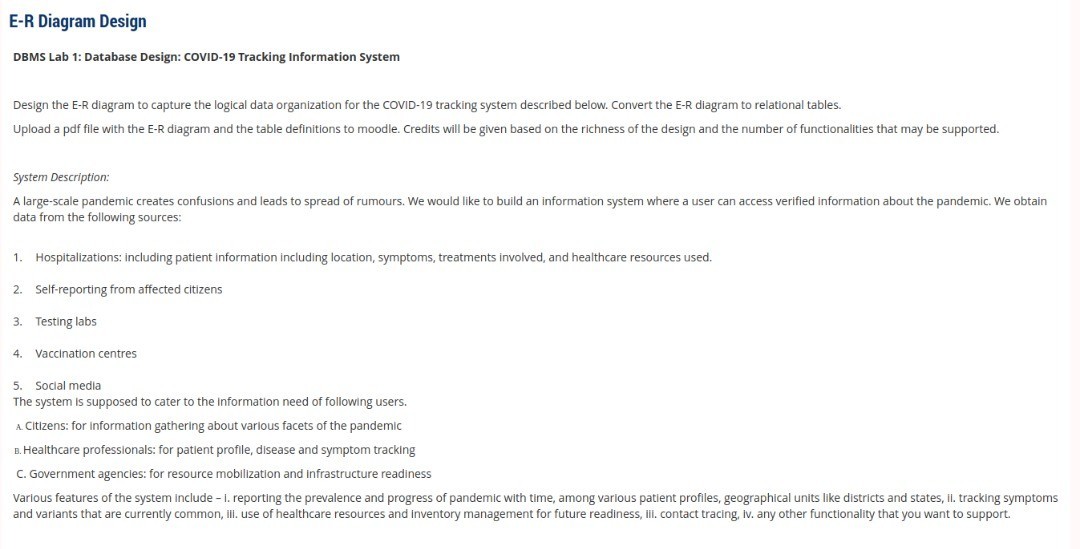 E-R Diagram Design
DBMS Lab 1: Database Design: COVID-19 Tracking Information System
Design the E-R diagram to capture the logical data organization for the COVID-19 tracking system described below. Convert the E-R diagram to relational tables.
Upload a pdf file with the E-R diagram and the table definitions to moodle. Credits will be given based on the richness of the design and the number of functionalities that may be supported.
System Description:
A large-scale pandemic creates confusions and leads to spread of rumours. We would like to build an information system where a user can access verified information about the pandemic. We obtain
data from the following sources:
1. Hospitalizations: including patient information including location, symptoms, treatments involved, and healthcare resources used.
2. Self-reporting from affected citizens
3. Testing labs
4. Vaccination centres
5. Social media
The system is supposed to cater to the information need of following users.
A. Citizens: for information gathering about various facets of the pandemic
B. Healthcare professionals: for patient profile, disease and symptom tracking
C. Government agencies: for resource mobilization and infrastructure readiness
Various features of the system include – i. reporting the prevalence and progress of pandemic with time, among various patient profiles, geographical units like districts and states, ii. tracking symptoms
and variants that are currently common, iii. use of healthcare resources and inventory management for future readiness, iii. contact tracing, iv. any other functionality that you want to support.